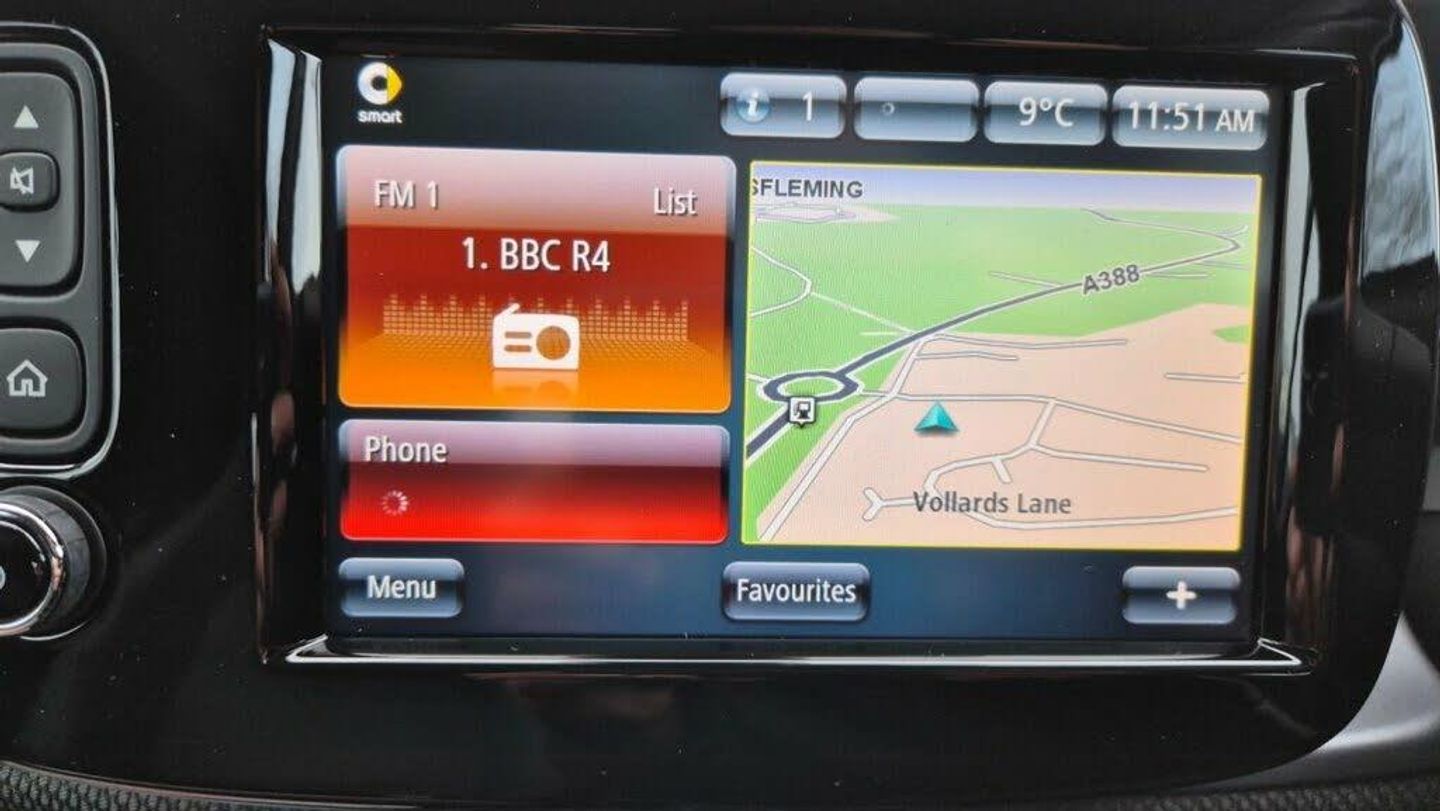 smart
i 1
9°C
11:51 AM
FM 1
List
1. BBC R4
Phone
SFLEMING
A388
Vollards Lane
Menu
Favourites
+